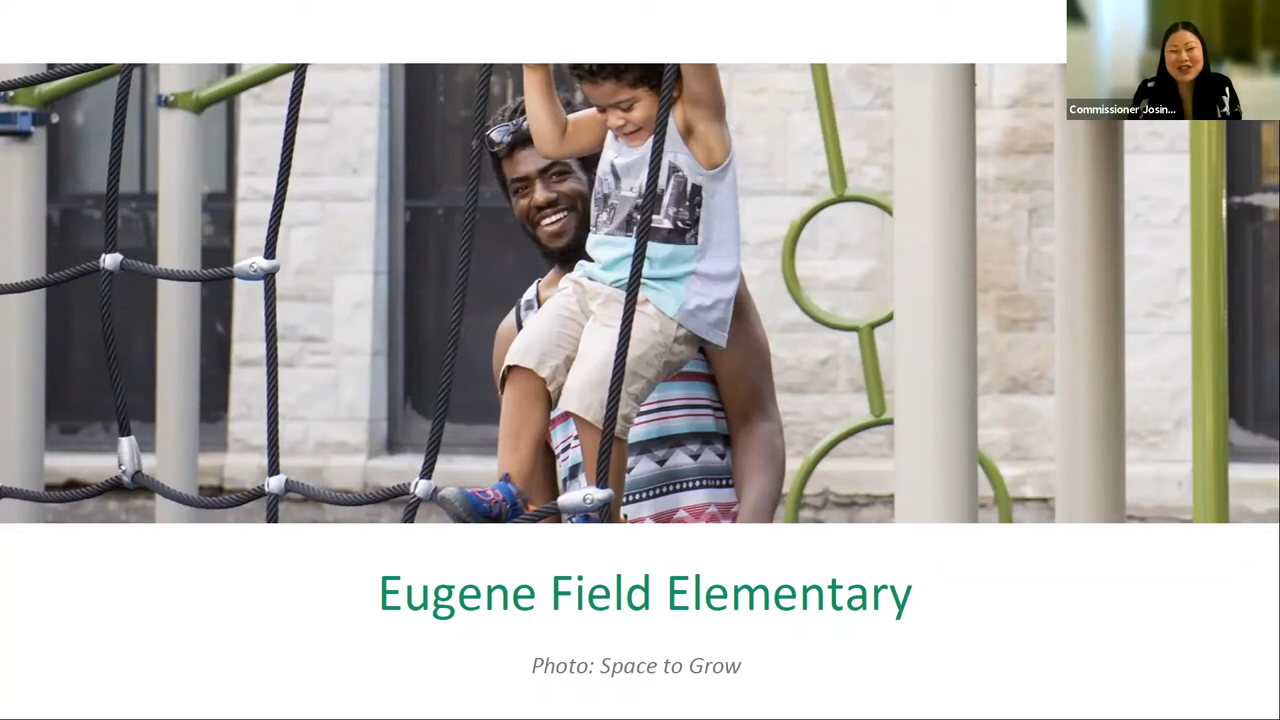 Commissioner Josin...
Eugene Field Elementary
Photo: Space to Grow